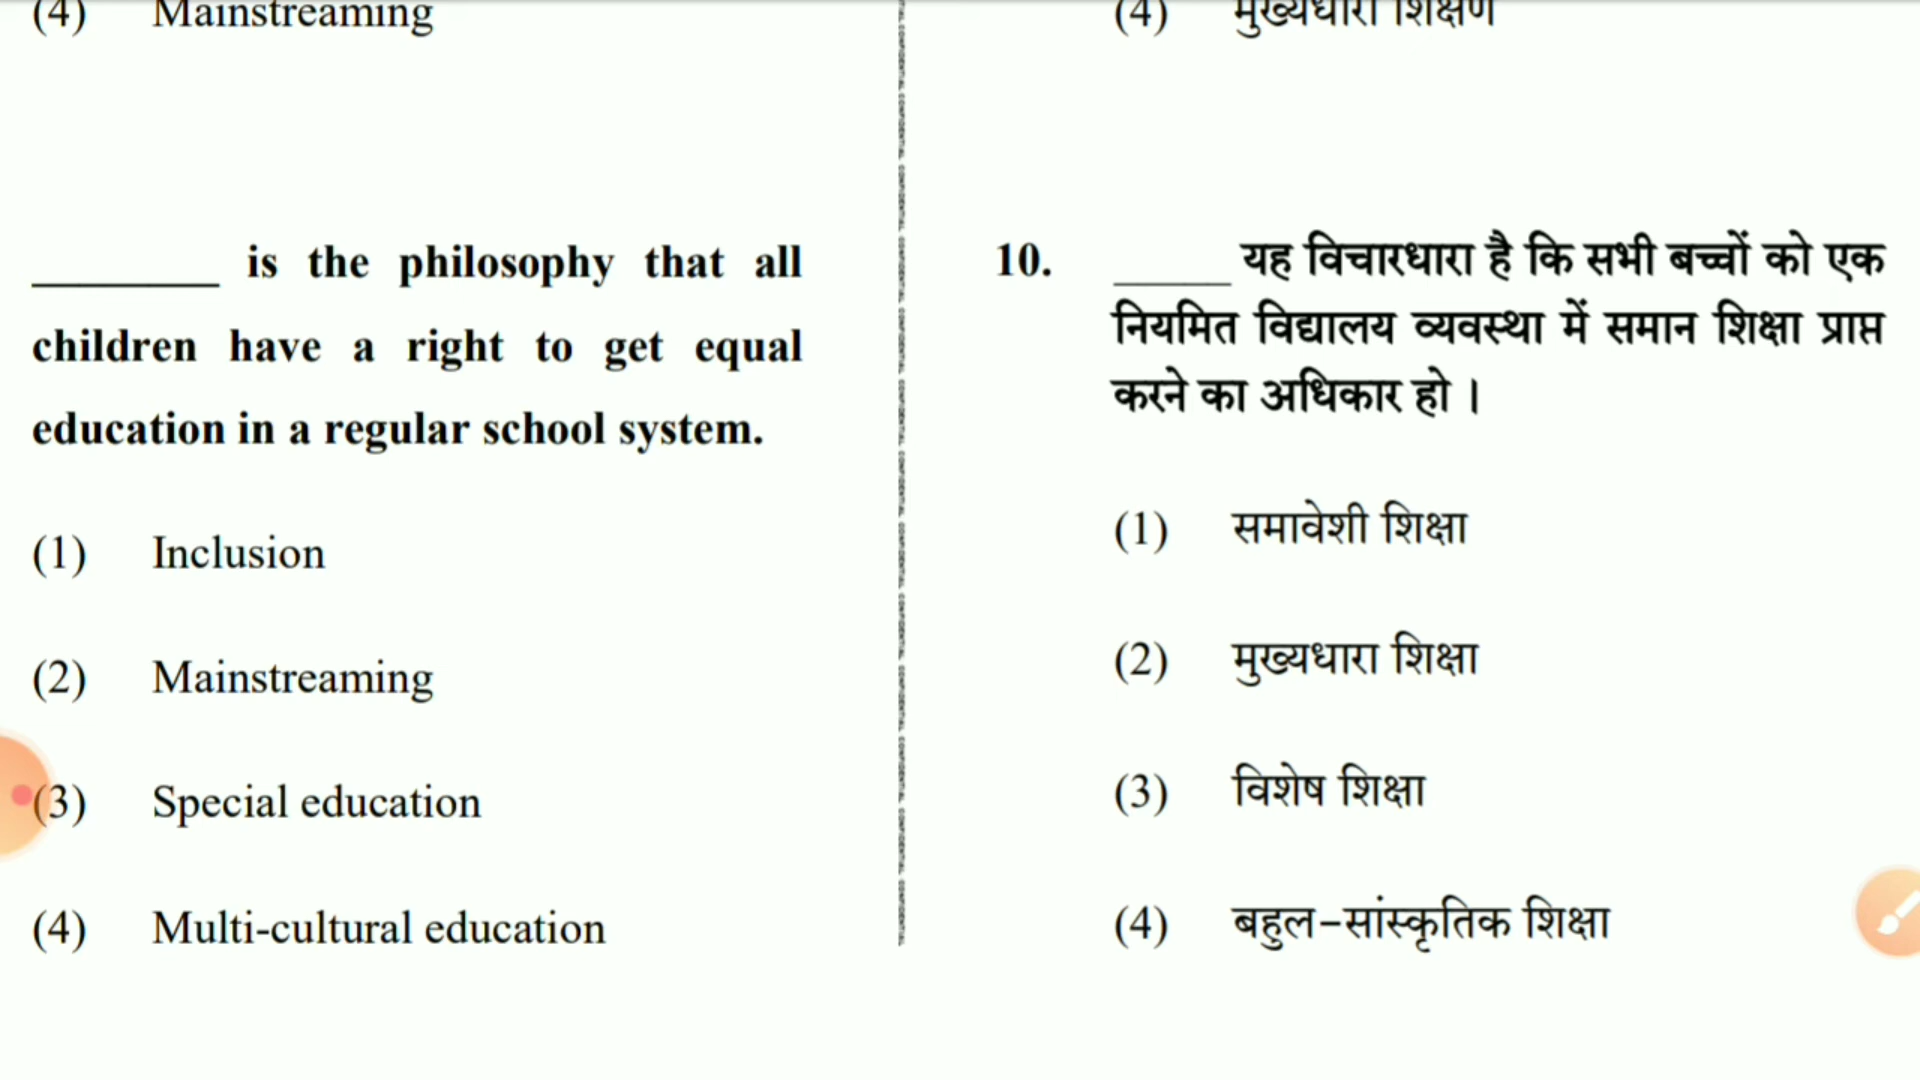 (4) Mainstreaming
________ is the philosophy that all
children have a right to get equal
education in a regular school system.
(1) Inclusion
(2) Mainstreaming
(3) Special education
(4) Multi-cultural education
(4) मुख्यधारा शिक्षण
10. _____ यह विचारधारा है कि सभी बच्चों को एक
नियमित विद्यालय व्यवस्था में समान शिक्षा प्राप्त
करने का अधिकार हो ।
(1) समावेशी शिक्षा
(2) मुख्यधारा शिक्षा
(3) विशेष शिक्षा
(4) बहुल-सांस्कृतिक शिक्षा